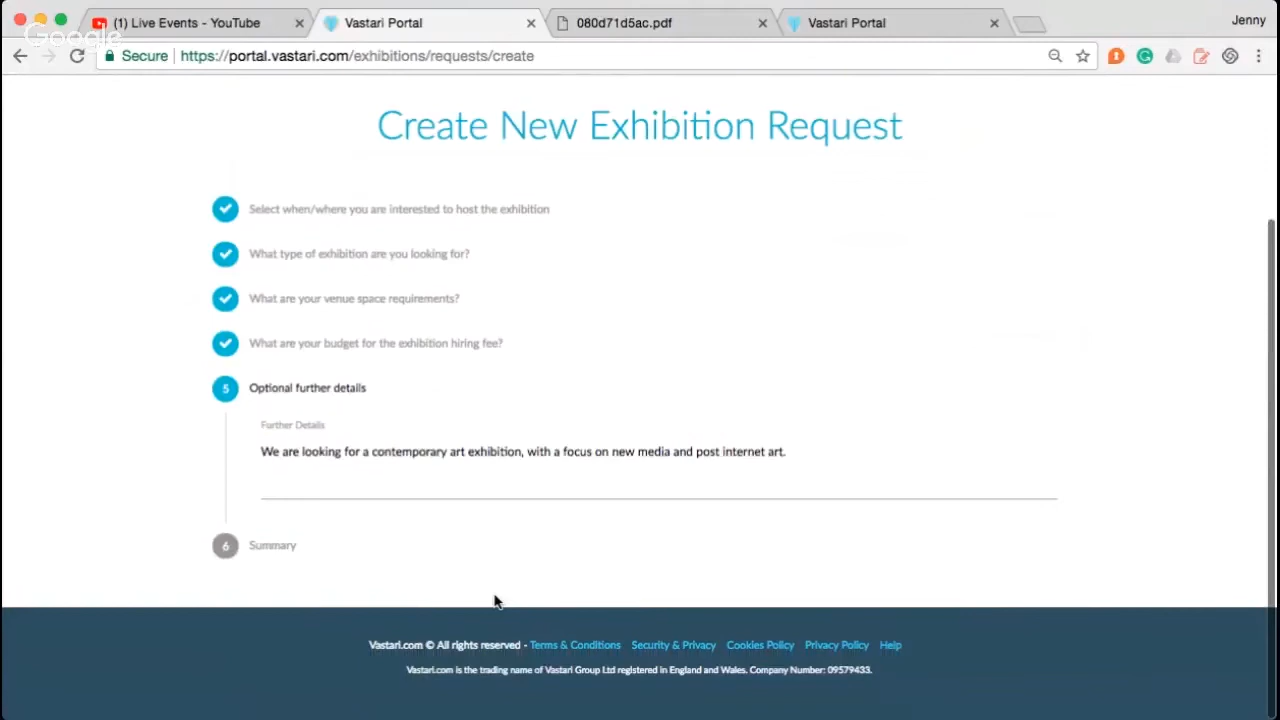 (1) Live Events - YouTube
Vastari Portal
080d71d5ac.pdf
Vastari Portal
Jenny
Google
Secure
https://portal.vastari.com/exhibitions/requests/create
Create New Exhibition Request
Select when/where you are interested to host the exhibition
What type of exhibition are you looking for?
What are your venue space requirements?
What are your budget for the exhibition hiring fee?
5 Optional further details
Further Details
We are looking for a contemporary art exhibition, with a focus on new media and post internet art.
6 Summary
Vastari.com © All rights reserved - Terms & Conditions Security & Privacy Cookies Policy Privacy Policy Help
Vastari.com is the trading name of Vastari Group Ltd registered in England and Wales. Company Number: 09579433.